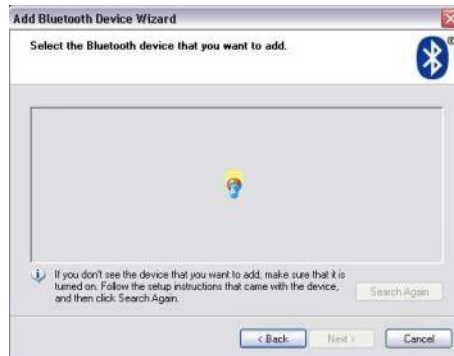 Add Bluetooth Device Wizard
Select the Bluetooth device that you want to add.
If you don't see the device that you want to add, make sure that it is
turned on. Follow the setup instructions that came with the device,
and then click Search Again.
Search Again
< Back
Next >
Cancel